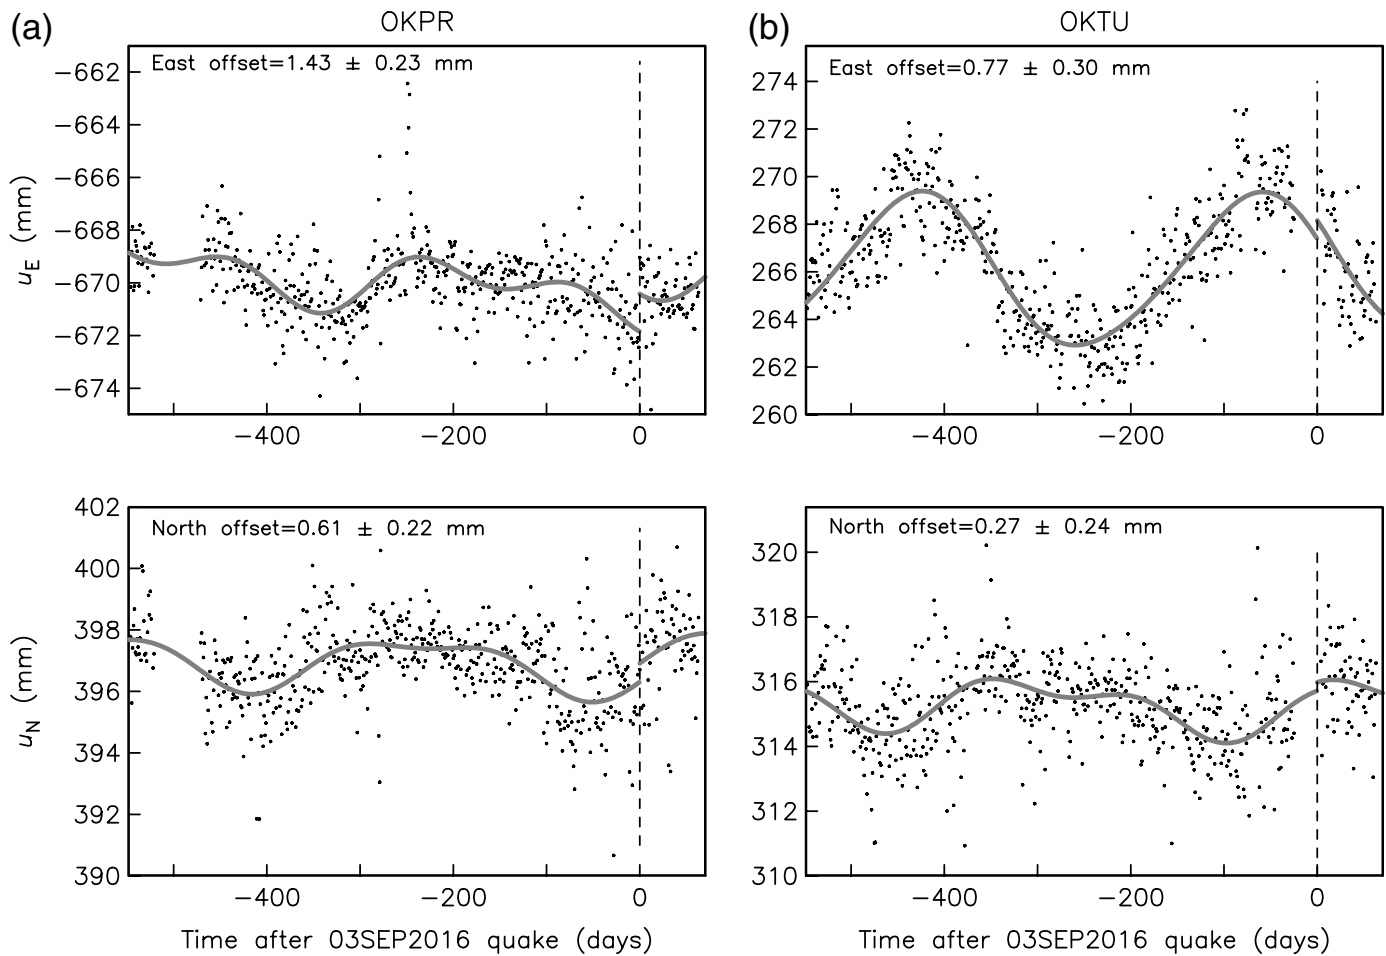 (a) OKPR
East offset=1.43 ± 0.23 mm
−662
−664
−666
−668
−670
−672
−674
uE (mm)
−400 −200 0
(b) OKTU
East offset=0.77 ± 0.30 mm
274
272
270
268
266
264
262
260
−400 −200 0
North offset=0.61 ± 0.22 mm
402
400
398
396
394
392
390
uN (mm)
−400 −200 0
Time after 03SEP2016 quake (days)
North offset=0.27 ± 0.24 mm
320
318
316
314
312
310
−400 −200 0
Time after 03SEP2016 quake (days)